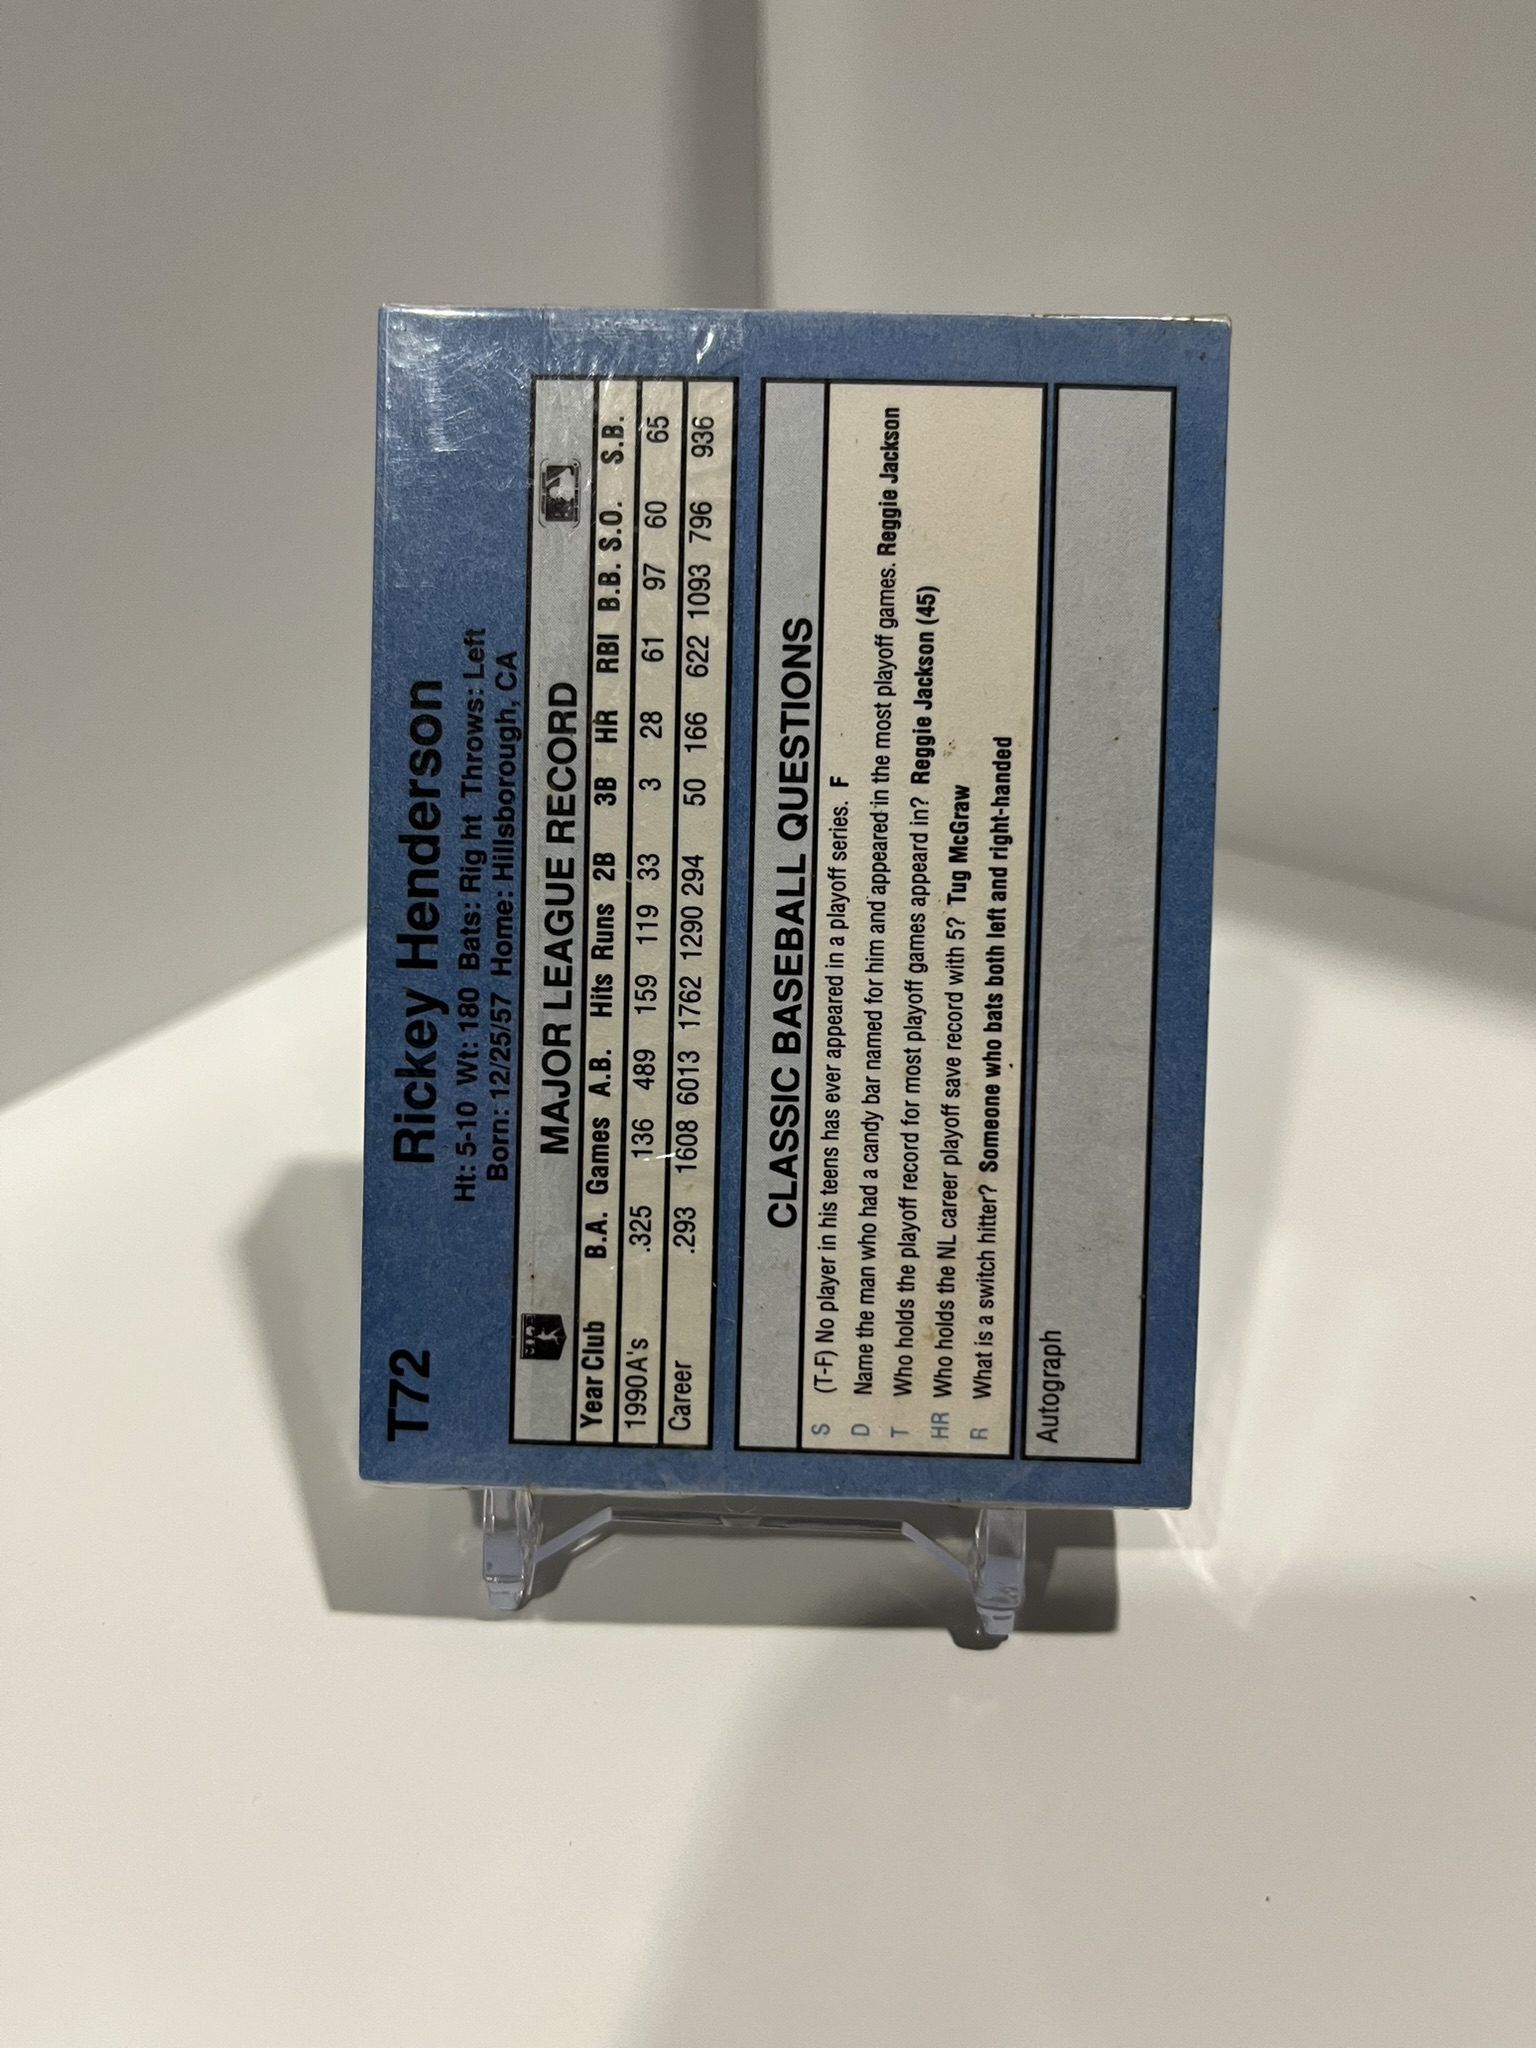 T72
Rickey Henderson
Ht: 5-10 Wt: 180 Bats: Rig ht Throws: Left
Born: 12/25/57 Home: Hillsborough, CA
MAJOR LEAGUE RECORD
Year Club B.A. Games A.B. Hits Runs 2B 3B HR RBI B.B. S.O. S.B.
1990A's .325 136 489 159 119 33 3 28 61 97 60 65
Career .293 1608 6013 1762 1290 294 50 166 622 1093 796 936
CLASSIC BASEBALL QUESTIONS
S (T-F) No player in his teens has ever appeared in a playoff series. F
D Name the man who had a candy bar named for him and appeared in the most playoff games. Reggie Jackson
T Who holds the playoff record for most playoff games appeard in? Reggie Jackson (45)
HR Who holds the NL career playoff save record with 5? Tug McGraw
R What is a switch hitter? Someone who bats both left and right-handed
Autograph